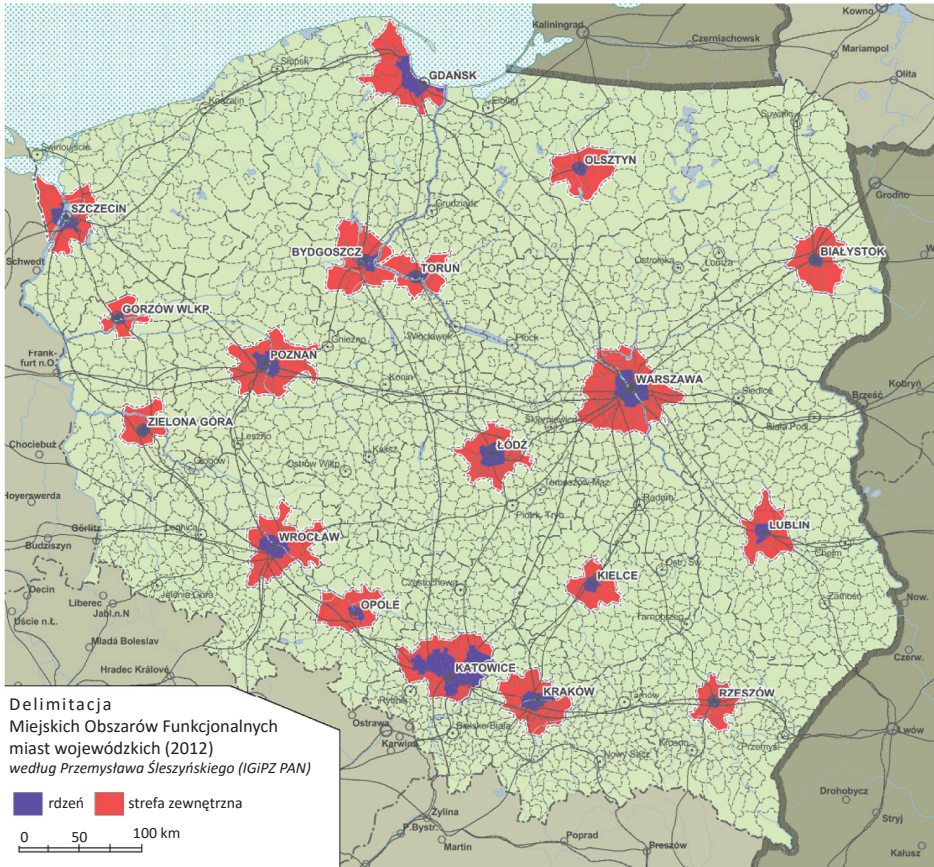 Kaliningrad
Kowno
Czerniachowsk
Mariampol
Olita
Słupsk
GDAŃSK
Koszalin
Elbląg
Suwałki
Świnoujście
OLSZTYN
Grodno
SZCZECIN
Grudziądz
BYDGOSZCZ
TORUŃ
Ostrołęka
Łomża
BIAŁYSTOK
Schwedt
GORZÓW WLKP.
Włocławek
Płock
Gniezno
POZNAŃ
Frank-
furt n.O.
Konin
WARSZAWA
Siedlce
Kobryń
Brześć
Biała Podl.
Skierniewice
ZIELONA GÓRA
Leszno
ŁÓDŹ
Chociebuż
Kalisz
Głogów
Ostrów Wlkp.
Tomaszów Maz.
Radom
Hoyerswerda
Piotrk. Tryb.
LUBLIN
Görlitz
Legnica
WROCŁAW
Budziszyn
Chełm
Ostr. Św.
KIELCE
Częstochowa
Decin
Liberec
Jelenia Góra
Jabl.n.N
OPOLE
Zamość
Now.
Uście n.Ł.
Tarnobrzeg
Mladá Boleslav
Czerw.
Hradec Králové
KATOWICE
KRAKÓW
RZESZÓW
Tarnów
Rybnik
Ostrawa
Bielsko-Biała
Lwów
Karwina
Przemyśl
Krosno
Nowy Sącz
Drohobycz
Żylina
Stryj
P.Bystr.
Martin
Poprad
Preszów
Kałusz
Delimitacja
Miejskich Obszarów Funkcjonalnych
miast wojewódzkich (2012)
według Przemysława Śleszyńskiego (IGiPZ PAN)
rdzeń strefa zewnętrzna
0 50 100 km